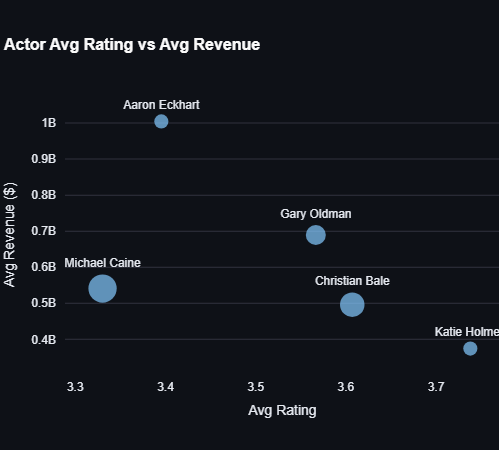 Actor Avg Rating vs Avg Revenue
Aaron Eckhart
1B
0.9B
0.8B
0.7B
Gary Oldman
Avg Revenue ($)
0.6B
Michael Caine
Christian Bale
0.5B
0.4B
Katie Holme
3.3
3.4
3.5
3.6
3.7
Avg Rating